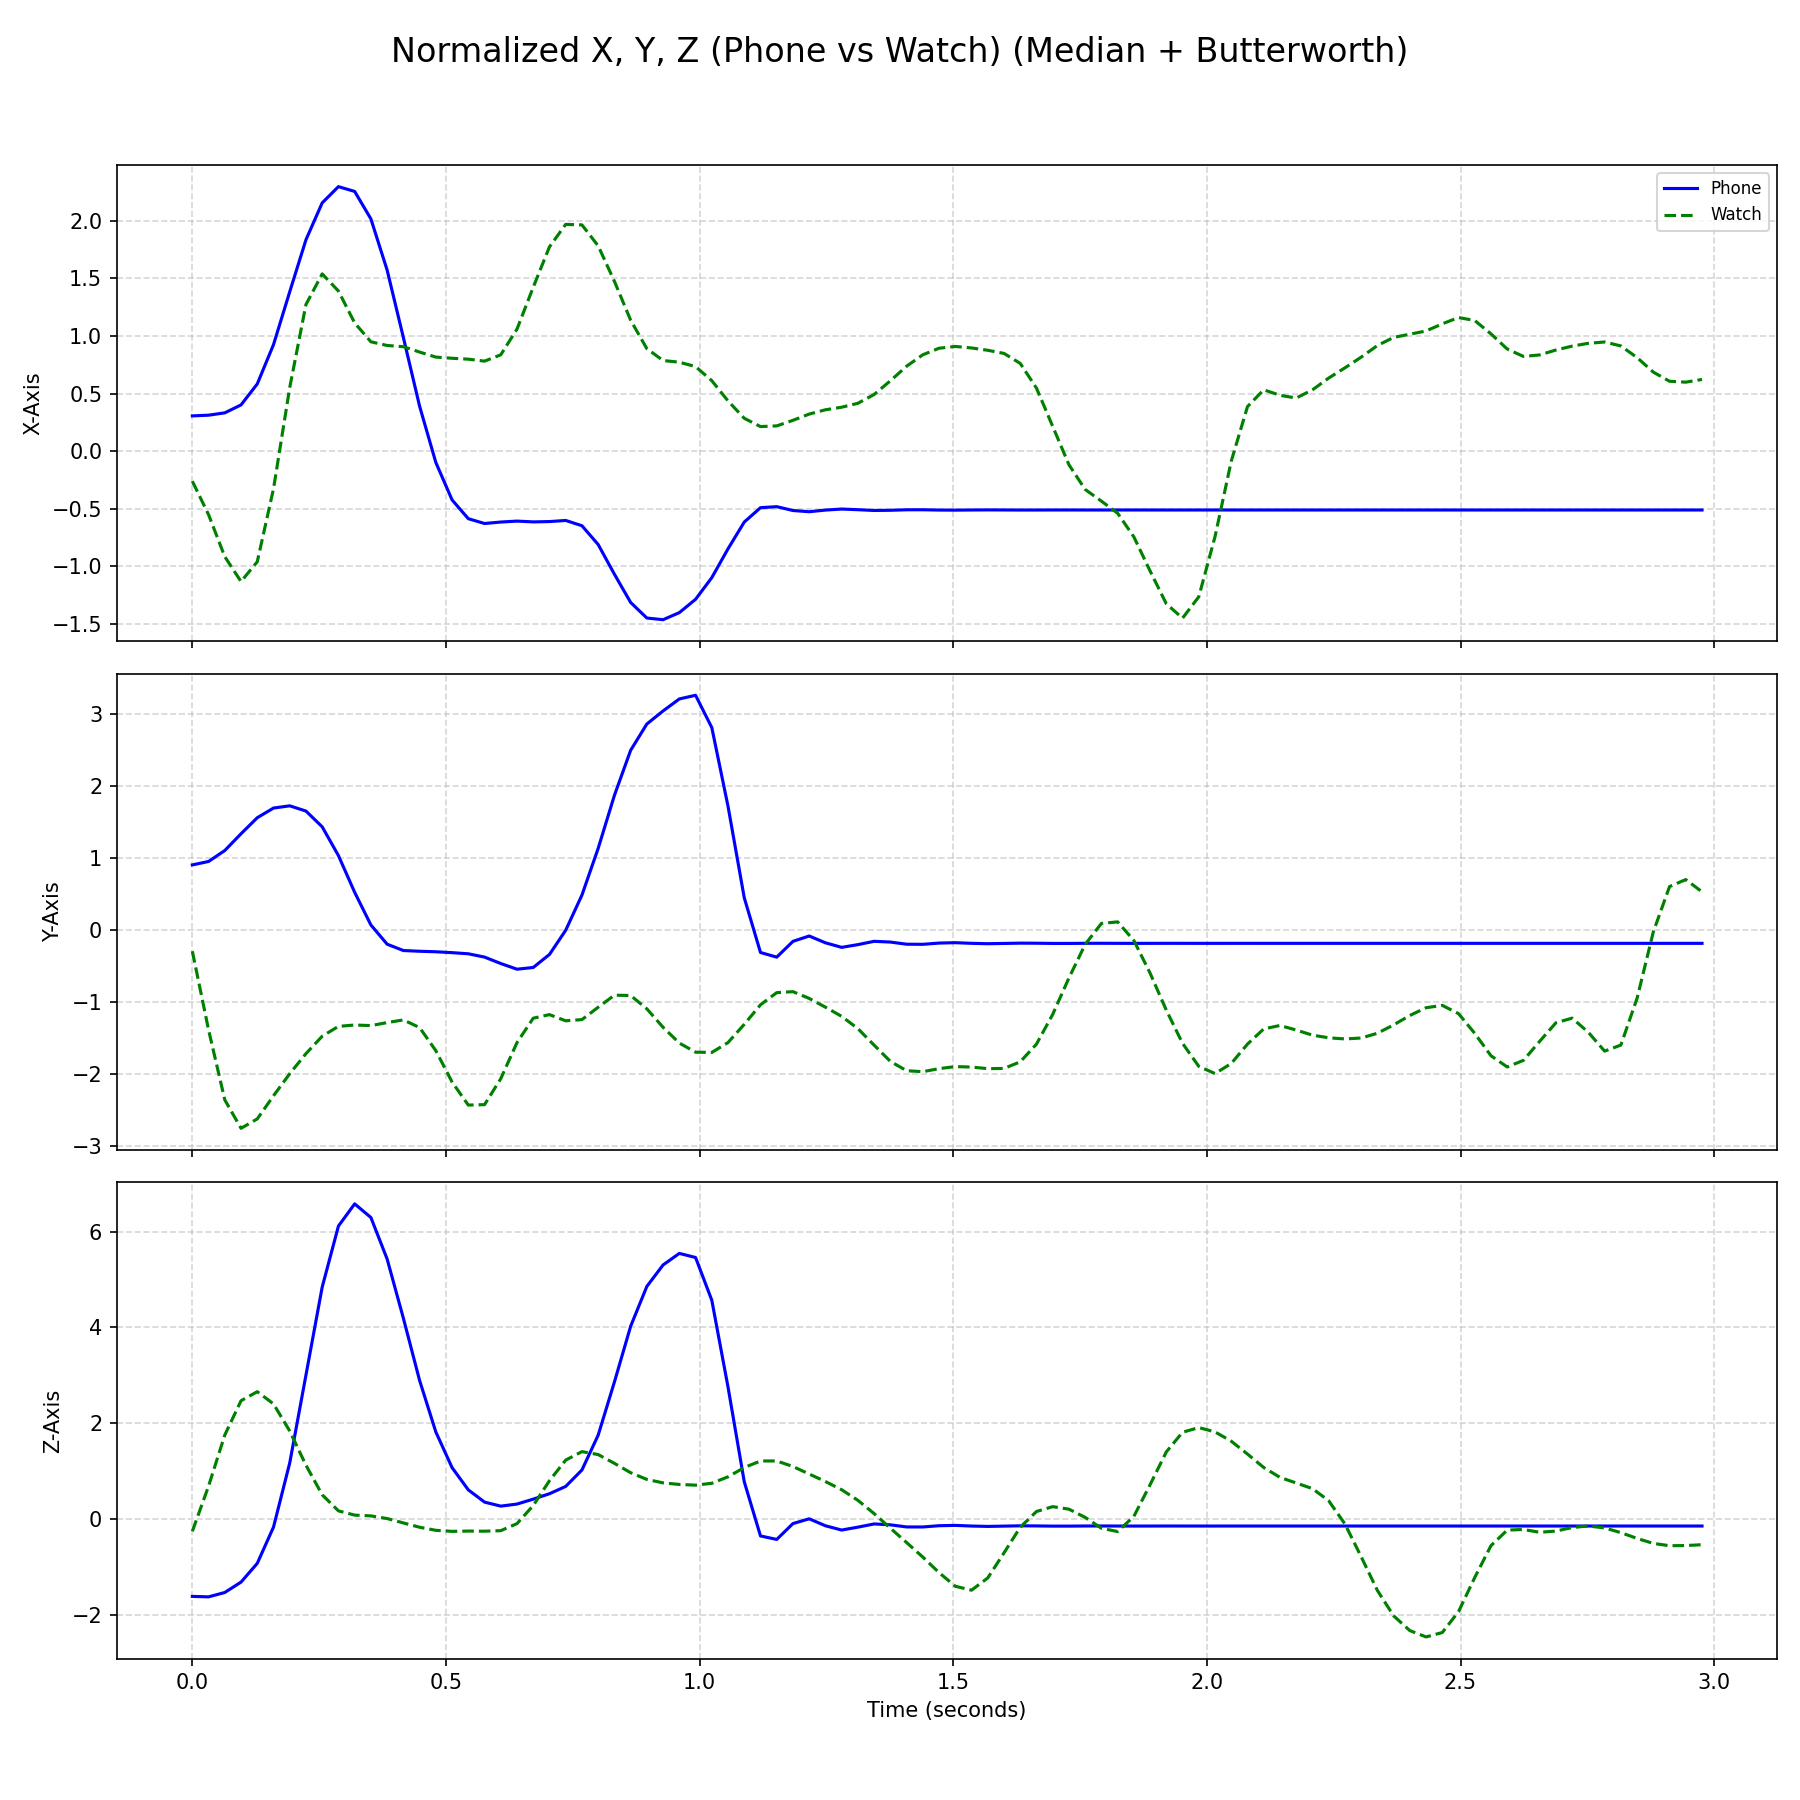 Normalized X, Y, Z (Phone vs Watch) (Median + Butterworth)
Phone
Watch
X-Axis
2.0
1.5
1.0
0.5
0.0
−0.5
−1.0
−1.5
Y-Axis
3
2
1
0
−1
−2
−3
Z-Axis
6
4
2
0
−2
0.0 0.5 1.0 1.5 2.0 2.5 3.0
Time (seconds)